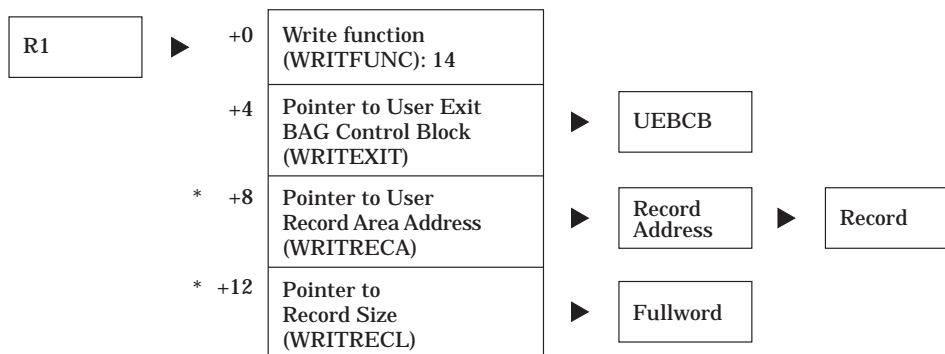 R1
+0 Write function
(WRITFUNC): 14
+4 Pointer to User Exit
BAG Control Block
(WRITEXIT)
UEBCB
* +8 Pointer to User
Record Area Address
(WRITRECA)
Record
Address
Record
* +12 Pointer to
Record Size
(WRITRECL)
Fullword